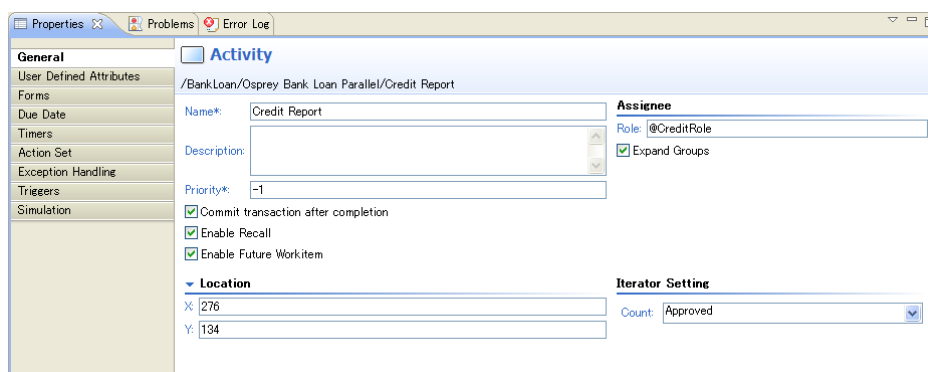 Properties Problems Error Log
General
User Defined Attributes
Forms
Due Date
Timers
Action Set
Exception Handling
Triggers
Simulation
Activity
/BankLoan/Osprey Bank Loan Parallel/Credit Report
Name*: Credit Report
Description:
Priority*: -1
Commit transaction after completion
Enable Recall
Enable Future Workitem
Assignee
Role: @CreditRole
Expand Groups
Location
X: 276
Y: 134
Iterator Setting
Count: Approved